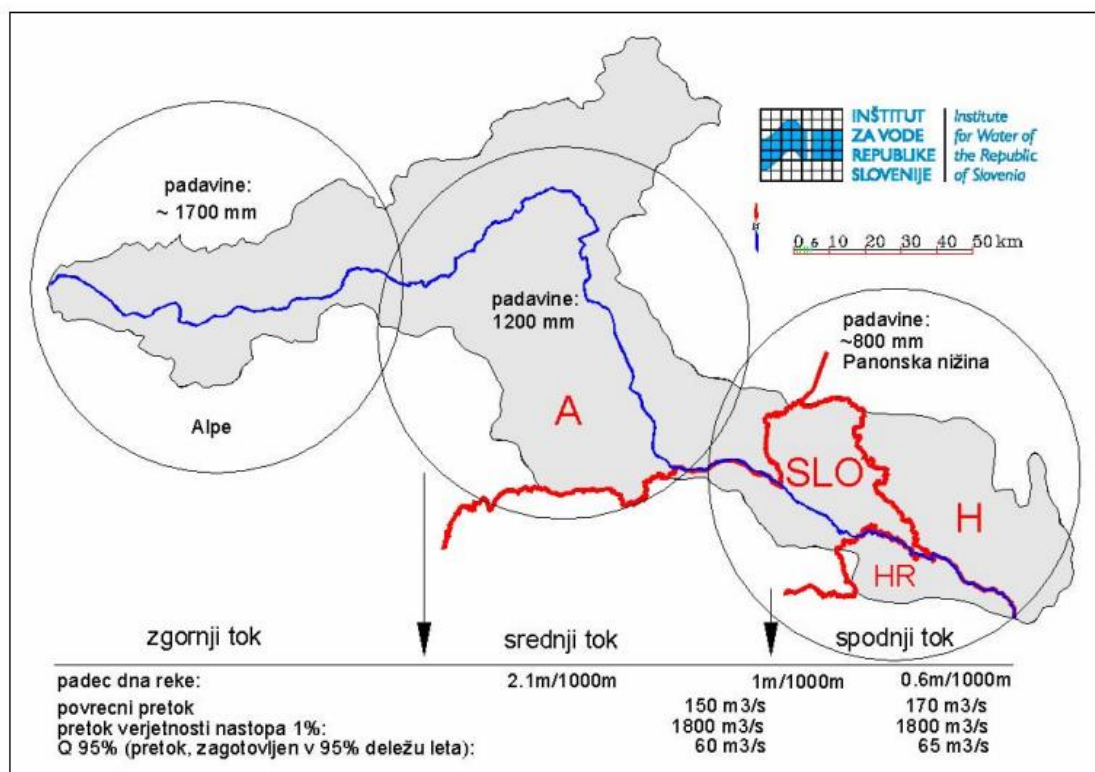 INŠTITUT
ZA VODE
REPUBLIKE
SLOVENIJE
Institute
for Water of
the Republic
of Slovenia
padavine:
~ 1700 mm
0 5 10 20 30 40 50 km
padavine:
1200 mm
padavine:
~800 mm
Panonska nižina
Alpe
A
SLO
H
HR
zgornji tok srednji tok spodnji tok
padec dna reke: 2.1m/1000m 1m/1000m 0.6m/1000m
povrecni pretok 150 m3/s 170 m3/s
pretok verjetnosti nastopa 1%: 1800 m3/s 1800 m3/s
Q 95% (pretok, zagotovljen v 95% deležu leta): 60 m3/s 65 m3/s